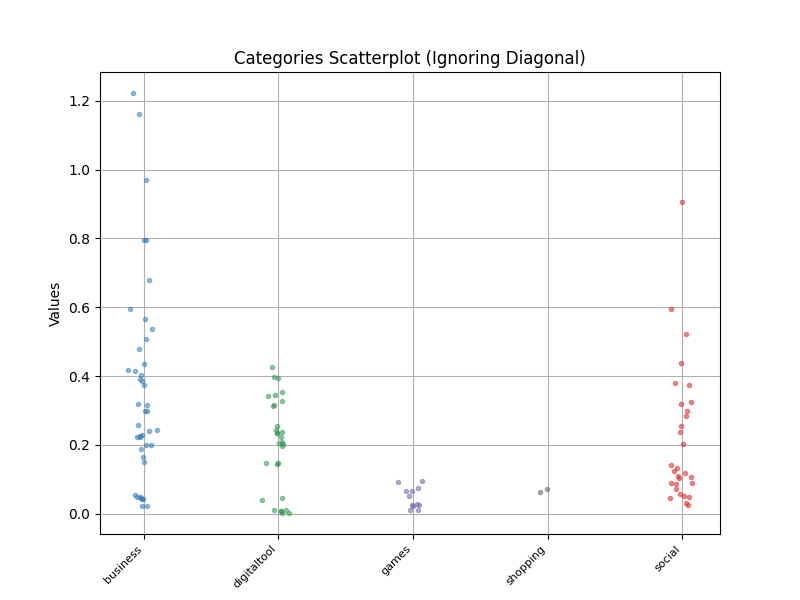 Categories Scatterplot (Ignoring Diagonal)
Values
1.2
1.0
0.8
0.6
0.4
0.2
0.0
business
digitaltool
games
shopping
social